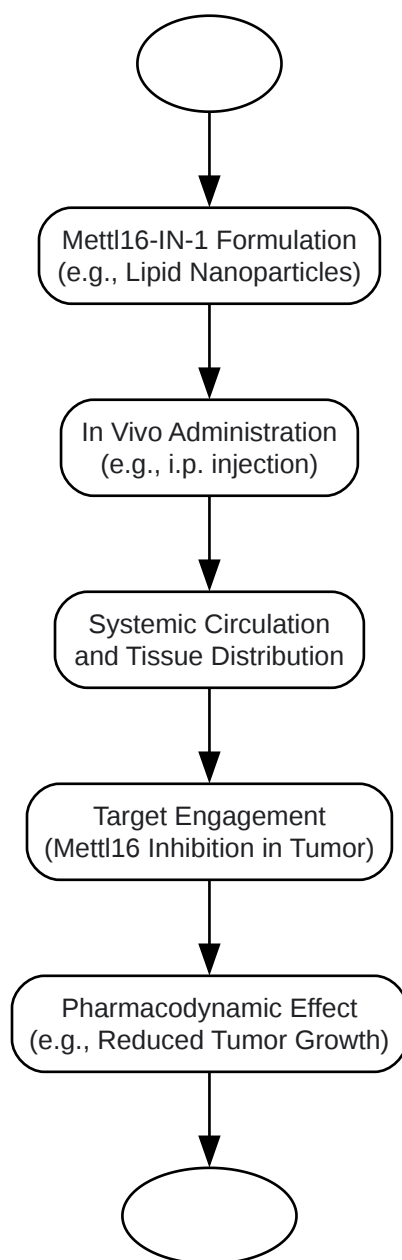 Mettl16-IN-1 Formulation
(e.g., Lipid Nanoparticles)
In Vivo Administration
(e.g., i.p. injection)
Systemic Circulation
and Tissue Distribution
Target Engagement
(Mettl16 Inhibition in Tumor)
Pharmacodynamic Effect
(e.g., Reduced Tumor Growth)